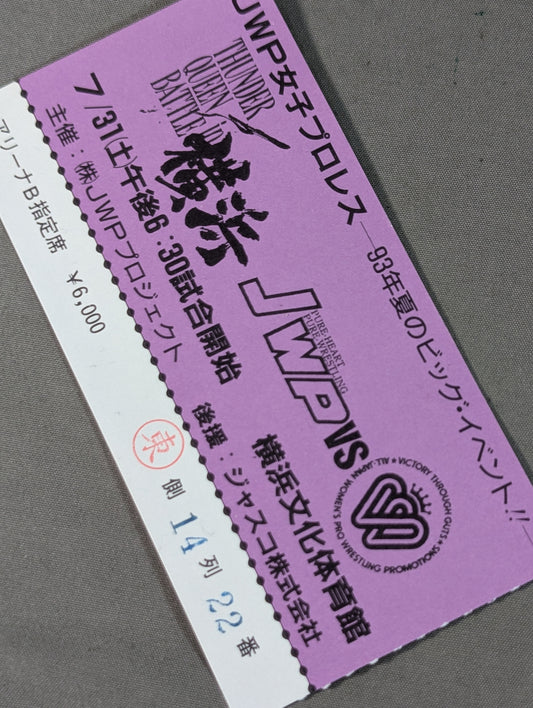 JWP女子プロレス―93年夏のビッグ・イベント!!―
THUNDER
QUEEN
BATTLE IN
横浜
JWP
PURE-HEART
PURE-WRESTLING
VS
VICTORY THROUGH GUTS★ALL JAPAN WOMEN'S PRO WRESTLING PROMOTIONS★
7/31(土)午後6:30試合開始
横浜文化体育館
主催:㈱JWPプロジェクト
後援:ジャスコ株式会社
アリーナB指定席 ¥6,000
東 側 14 列 22 番